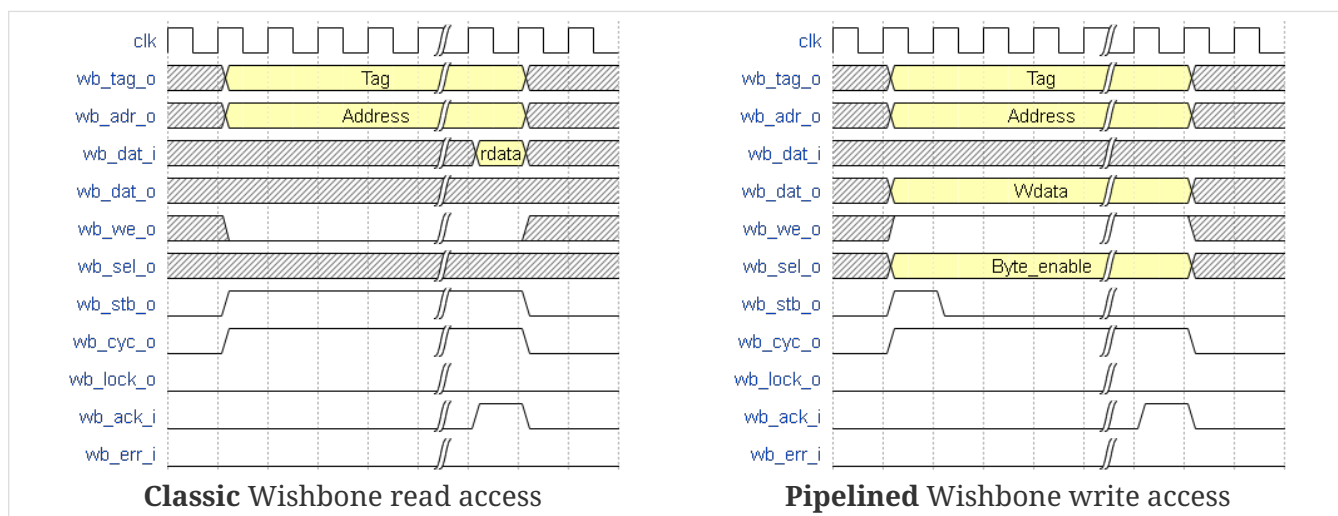 clk
wb_tag_o Tag
wb_adr_o Address
wb_dat_i rdata
wb_dat_o
wb_we_o
wb_sel_o
wb_stb_o
wb_cyc_o
wb_lock_o
wb_ack_i
wb_err_i
Classic Wishbone read access
clk
wb_tag_o Tag
wb_adr_o Address
wb_dat_i
wb_dat_o Wdata
wb_we_o
wb_sel_o Byte_enable
wb_stb_o
wb_cyc_o
wb_lock_o
wb_ack_i
wb_err_i
Pipelined Wishbone write access